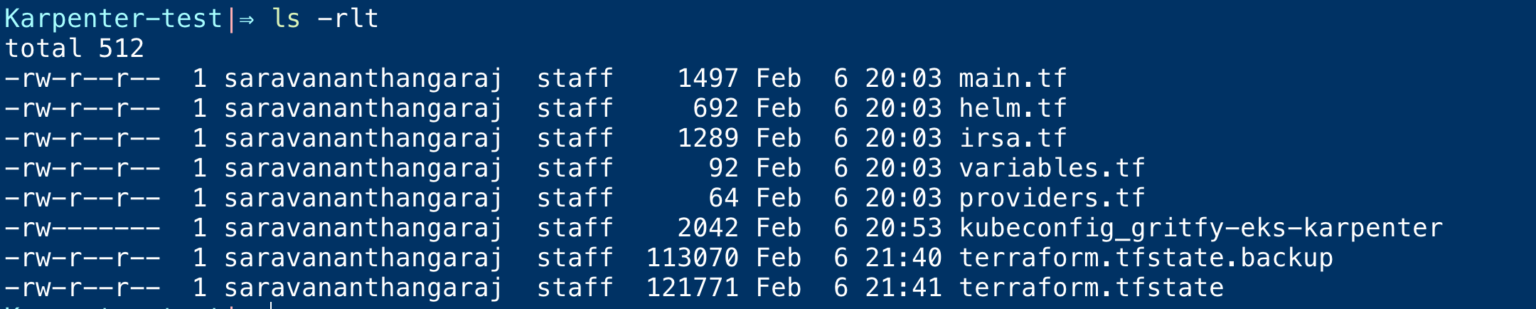 Karpenter-test|⇒ ls -rlt
total 512
-rw-r--r--  1 saravananthangaraj  staff    1497 Feb  6 20:03 main.tf
-rw-r--r--  1 saravananthangaraj  staff     692 Feb  6 20:03 helm.tf
-rw-r--r--  1 saravananthangaraj  staff    1289 Feb  6 20:03 irsa.tf
-rw-r--r--  1 saravananthangaraj  staff      92 Feb  6 20:03 variables.tf
-rw-r--r--  1 saravananthangaraj  staff      64 Feb  6 20:03 providers.tf
-rw-------  1 saravananthangaraj  staff    2042 Feb  6 20:53 kubeconfig_gritfy-eks-karpenter
-rw-r--r--  1 saravananthangaraj  staff  113070 Feb  6 21:40 terraform.tfstate.backup
-rw-r--r--  1 saravananthangaraj  staff  121771 Feb  6 21:41 terraform.tfstate